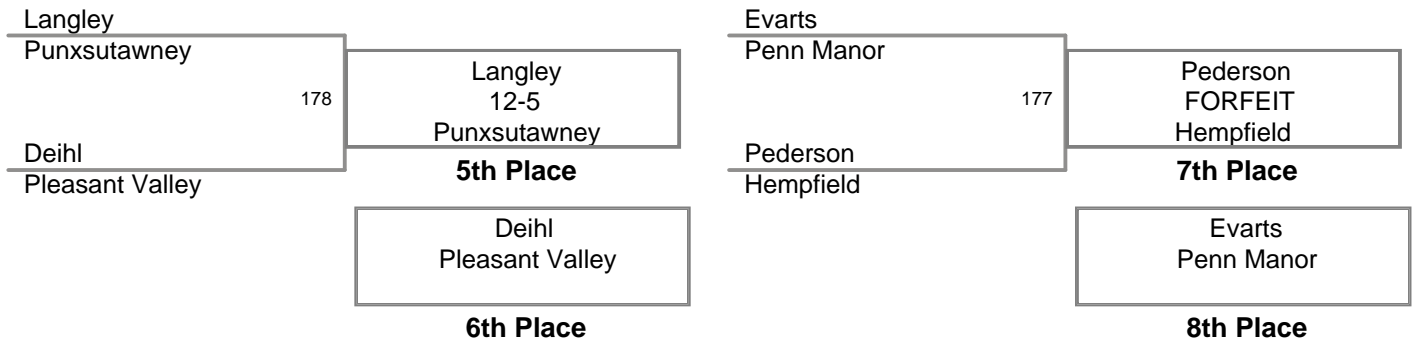 Langley
Punxsutawney
178
Deihl
Pleasant Valley
Langley
12-5
Punxsutawney
5th Place
Deihl
Pleasant Valley
6th Place
Evarts
Penn Manor
177
Pederson
Hempfield
Pederson
FORFEIT
Hempfield
7th Place
Evarts
Penn Manor
8th Place